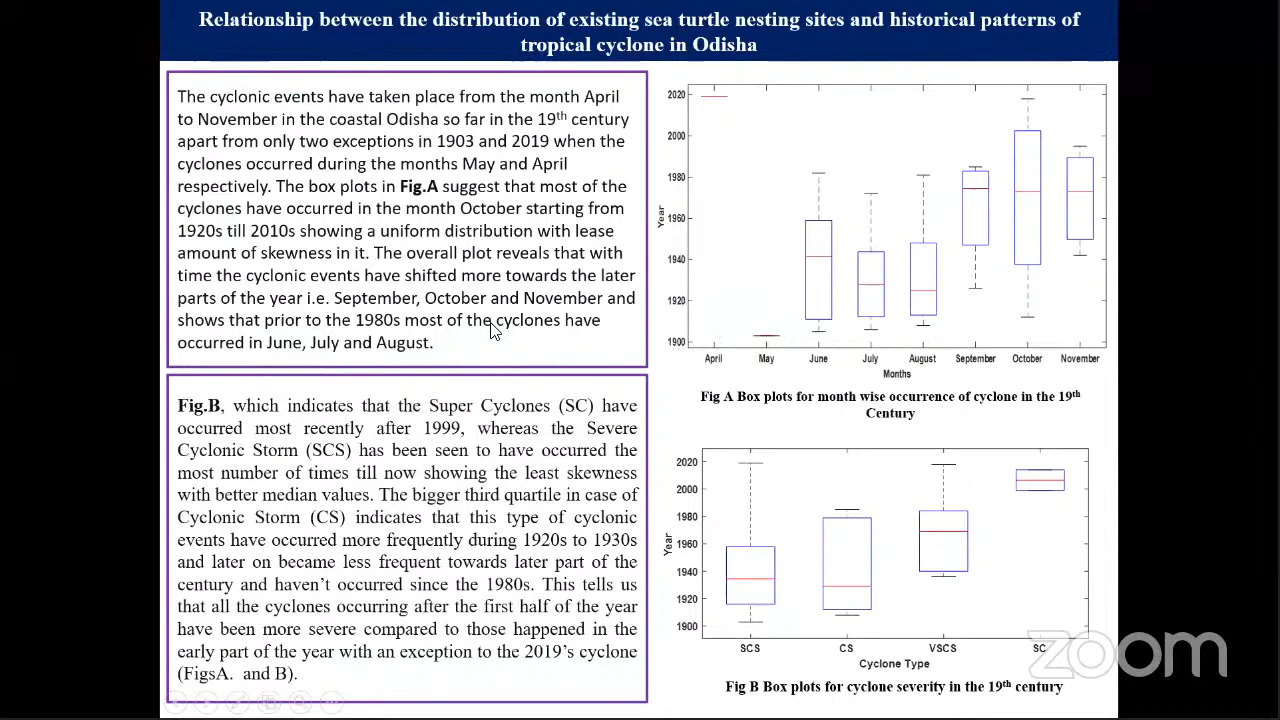 Relationship between the distribution of existing sea turtle nesting sites and historical patterns of
tropical cyclone in Odisha
The cyclonic events have taken place from the month April
to November in the coastal Odisha so far in the 19th century
apart from only two exceptions in 1903 and 2019 when the
cyclones occurred during the months May and April
respectively. The box plots in Fig.A suggest that most of the
cyclones have occurred in the month October starting from
1920s till 2010s showing a uniform distribution with lease
amount of skewness in it. The overall plot reveals that with
time the cyclonic events have shifted more towards the later
parts of the year i.e. September, October and November and
shows that prior to the 1980s most of the cyclones have
occurred in June, July and August.
Fig.B, which indicates that the Super Cyclones (SC) have
occurred most recently after 1999, whereas the Severe
Cyclonic Storm (SCS) has been seen to have occurred the
most number of times till now showing the least skewness
with better median values. The bigger third quartile in case of
Cyclonic Storm (CS) indicates that this type of cyclonic
events have occurred more frequently during 1920s to 1930s
and later on became less frequent towards later part of the
century and haven't occurred since the 1980s. This tells us
that all the cyclones occurring after the first half of the year
have been more severe compared to those happened in the
early part of the year with an exception to the 2019's cyclone
(FigsA. and B).
2020
2000
1980
1960
1940
1920
1900
Year
April May June July August September October November
Months
Fig A Box plots for month wise occurrence of cyclone in the 19th
Century
2020
2000
1980
1960
1940
1920
1900
Year
SCS CS VSCS SC
Cyclone Type
Fig B Box plots for cyclone severity in the 19th century
zoom